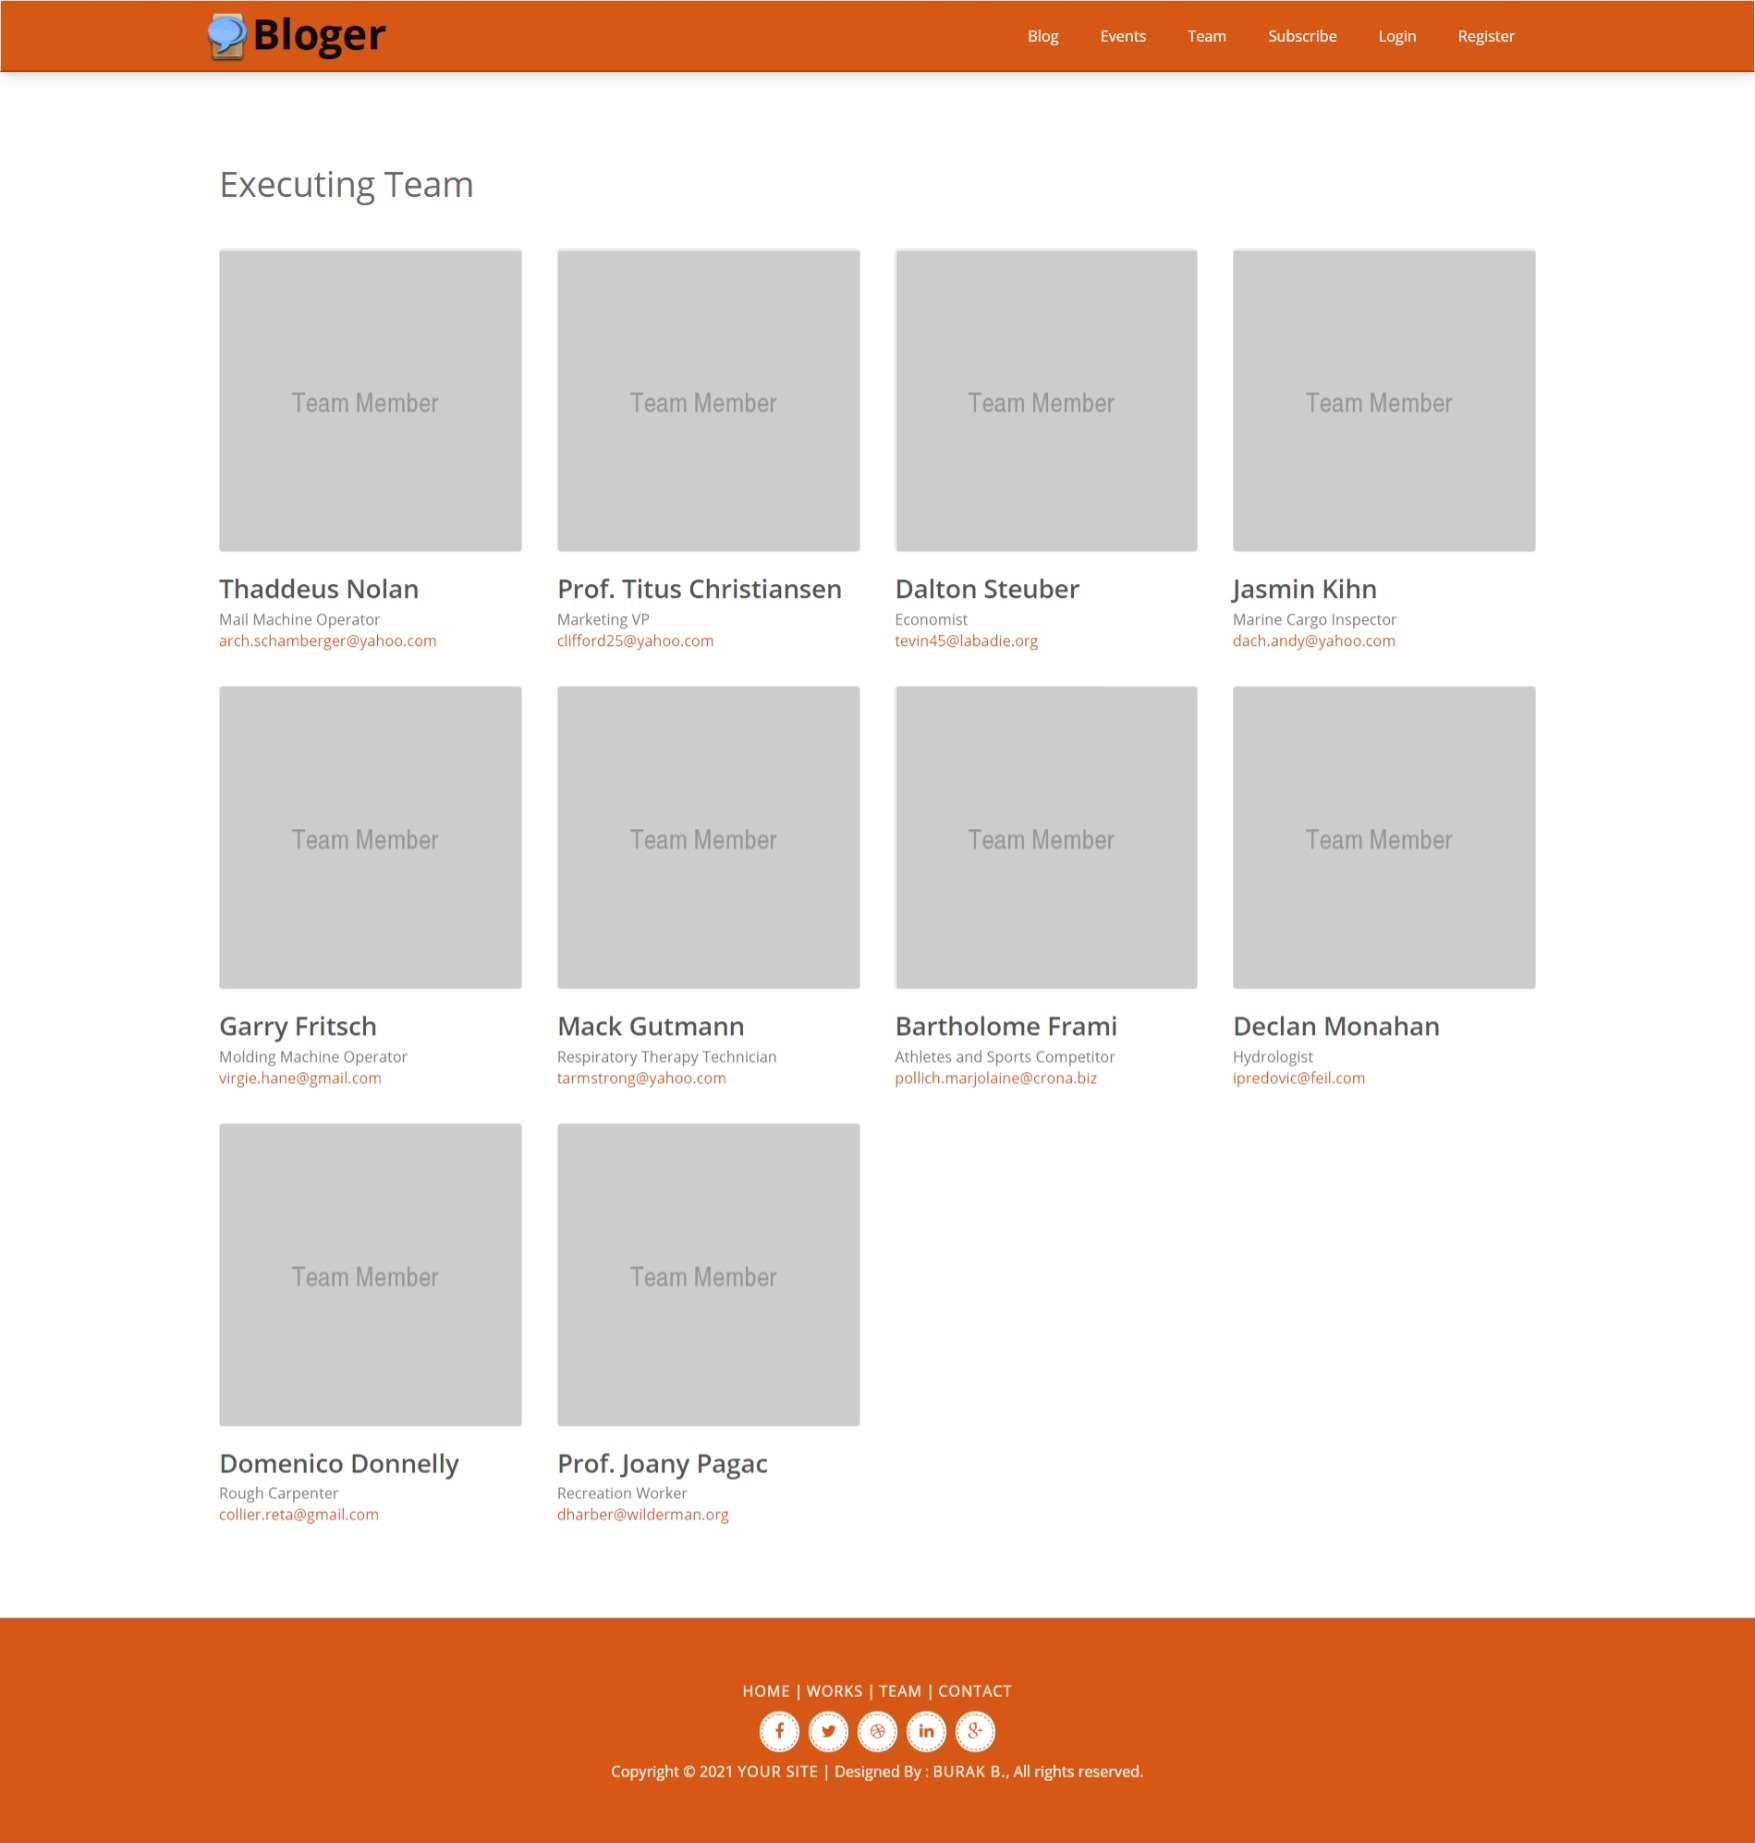 Bloger
Blog Events Team Subscribe Login Register
Executing Team
Team Member Team Member Team Member Team Member
Thaddeus Nolan
Mail Machine Operator
arch.schamberger@yahoo.com
Prof. Titus Christiansen
Marketing VP
clifford25@yahoo.com
Dalton Steuber
Economist
tevin45@labadie.org
Jasmin Kihn
Marine Cargo Inspector
dach.andy@yahoo.com
Team Member Team Member Team Member Team Member
Garry Fritsch
Molding Machine Operator
virgie.hane@gmail.com
Mack Gutmann
Respiratory Therapy Technician
tarmstrong@yahoo.com
Bartholome Frami
Athletes and Sports Competitor
pollich.marjolaine@crona.biz
Declan Monahan
Hydrologist
ipredovic@feil.com
Team Member Team Member
Domenico Donnelly
Rough Carpenter
collier.reta@gmail.com
Prof. Joany Pagac
Recreation Worker
dharber@wilderman.org
HOME | WORKS | TEAM | CONTACT
Copyright © 2021 YOUR SITE | Designed By : BURAK B., All rights reserved.